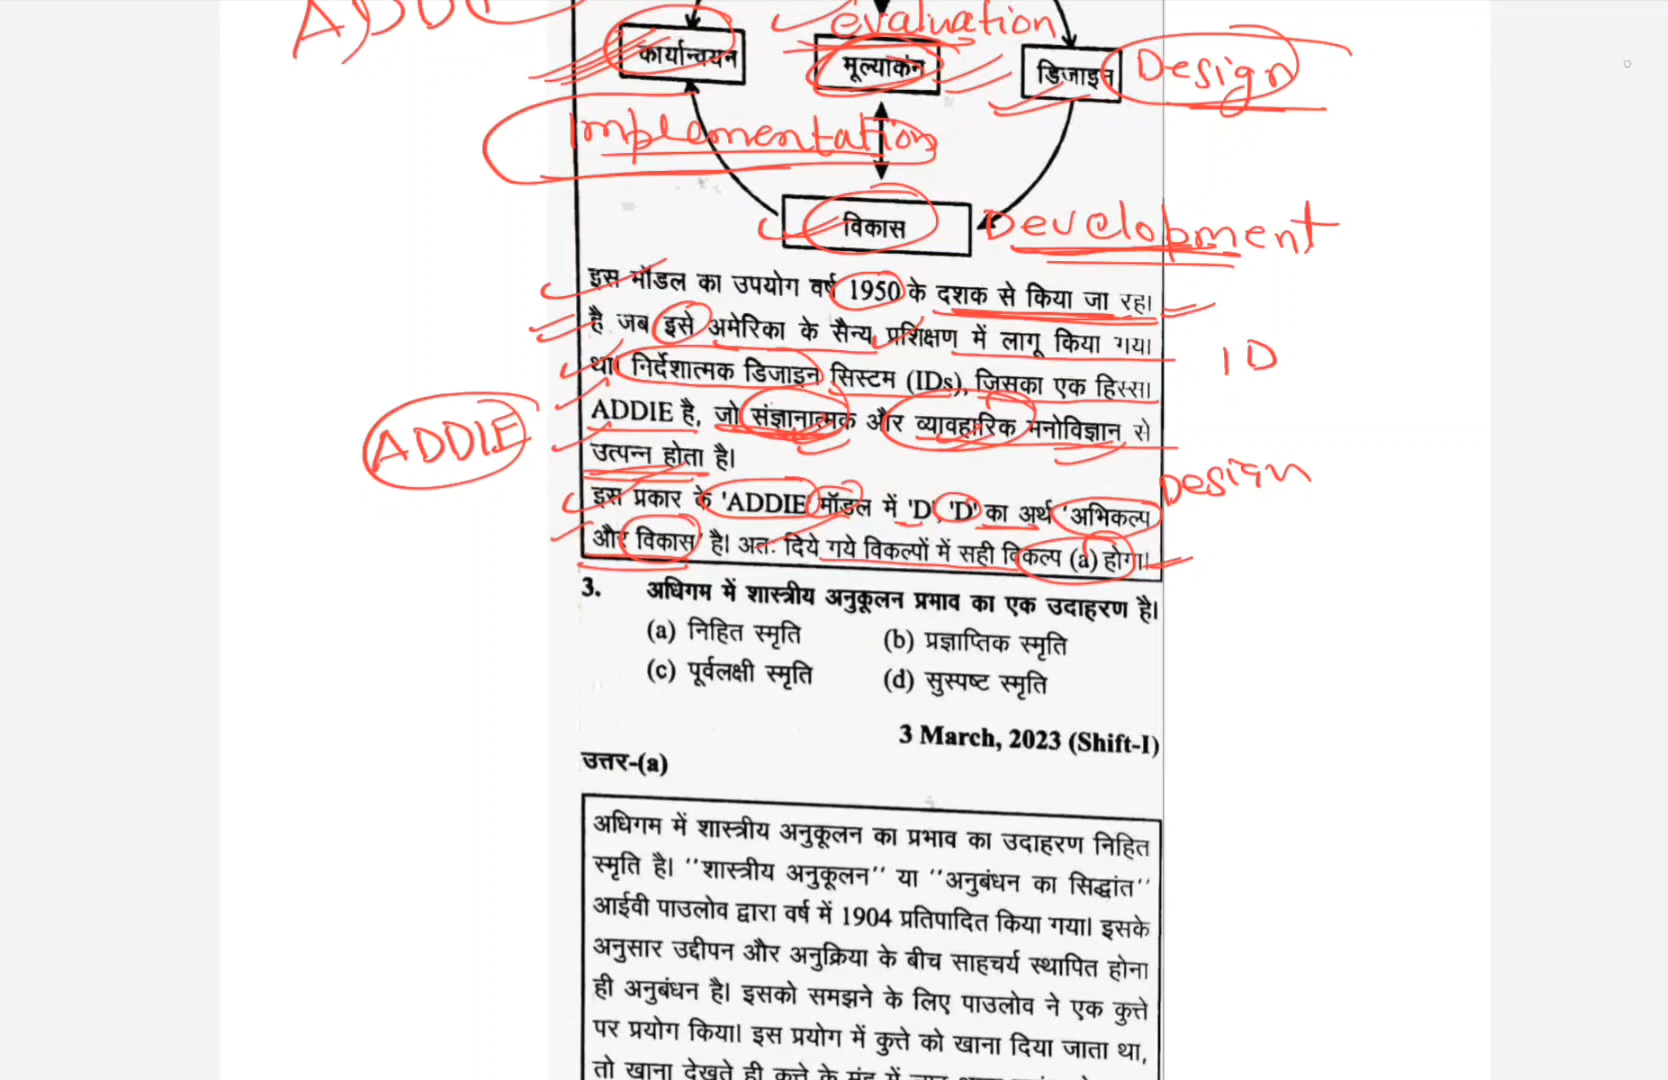 evaluation
कार्यान्वयन
मूल्यांकन
डिजाइन Design
Implementation
विकास Development
इस मॉडल का उपयोग वर्ष 1950 के दशक से किया जा रहा
है जब इसे अमेरिका के सैन्य प्रशिक्षण में लागू किया गया
था। निर्देशात्मक डिजाइन सिस्टम (IDs), जिसका एक हिस्सा
ID
ADDIE है, जो संज्ञानात्मक और व्यावहारिक मनोविज्ञान से
ADDIE
उत्पन्न होता है।
Design
इस प्रकार के 'ADDIE' मॉडल में 'D' 'D' का अर्थ 'अभिकल्प
और विकास' है। अतः दिये गये विकल्पों में सही विकल्प (a) होगा।
3. अधिगम में शास्त्रीय अनुकूलन प्रभाव का एक उदाहरण है।
(a) निहित स्मृति (b) प्रज्ञाप्तिक स्मृति
(c) पूर्वलक्षी स्मृति (d) सुस्पष्ट स्मृति
3 March, 2023 (Shift-I)
उत्तर-(a)
अधिगम में शास्त्रीय अनुकूलन का प्रभाव का उदाहरण निहित
स्मृति है। ''शास्त्रीय अनुकूलन'' या ''अनुबंधन का सिद्धांत''
आईवी पाउलोव द्वारा वर्ष में 1904 प्रतिपादित किया गया। इसके
अनुसार उद्दीपन और अनुक्रिया के बीच साहचर्य स्थापित होना
ही अनुबंधन है। इसको समझने के लिए पाउलोव ने एक कुत्ते
पर प्रयोग किया। इस प्रयोग में कुत्ते को खाना दिया जाता था,
तो खाना देखते ही कुत्ते के मुंह में